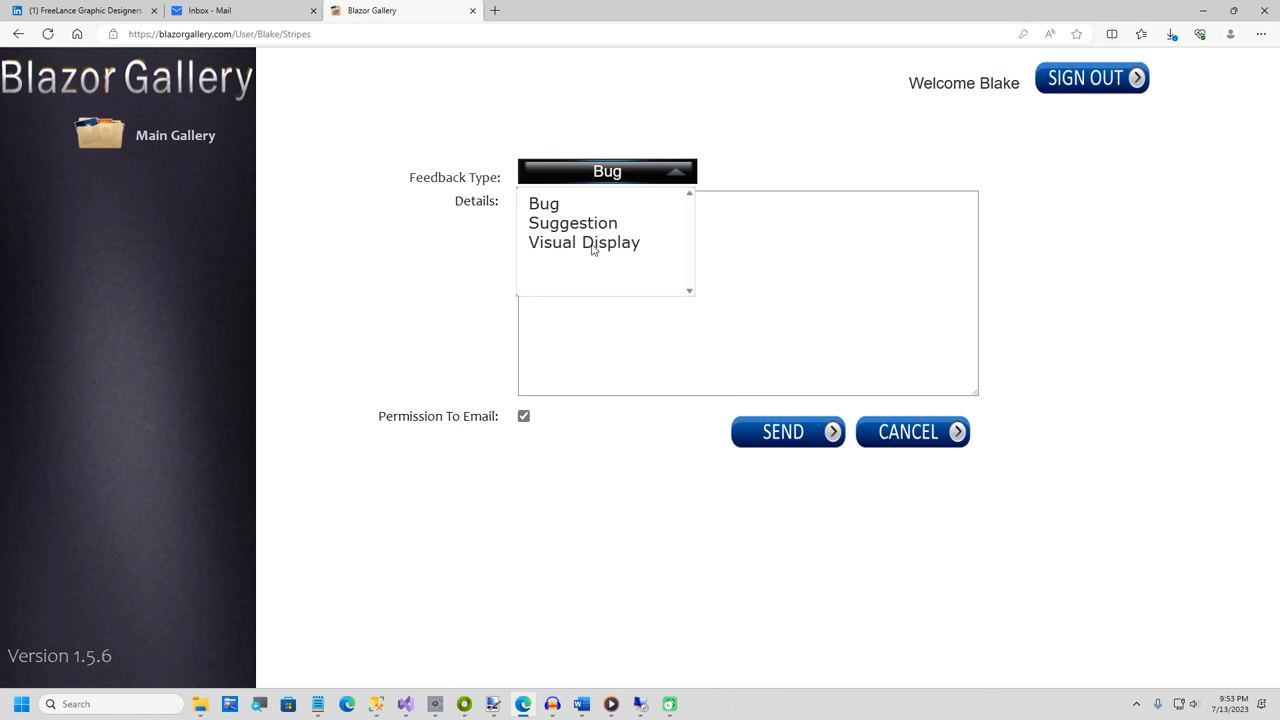 (1) FreeLance Graphic Designers
Inbox - Mail
Blazor Gallery
https://blazorgallery.com/User/Blake/Stripes
Blazor Gallery
Main Gallery
Welcome Blake
SIGN OUT
Feedback Type:
Bug
Details:
Bug
Suggestion
Visual Display
Permission To Email:
SEND
CANCEL
Version 1.5.6
Search
9:53 PM
7/13/2023